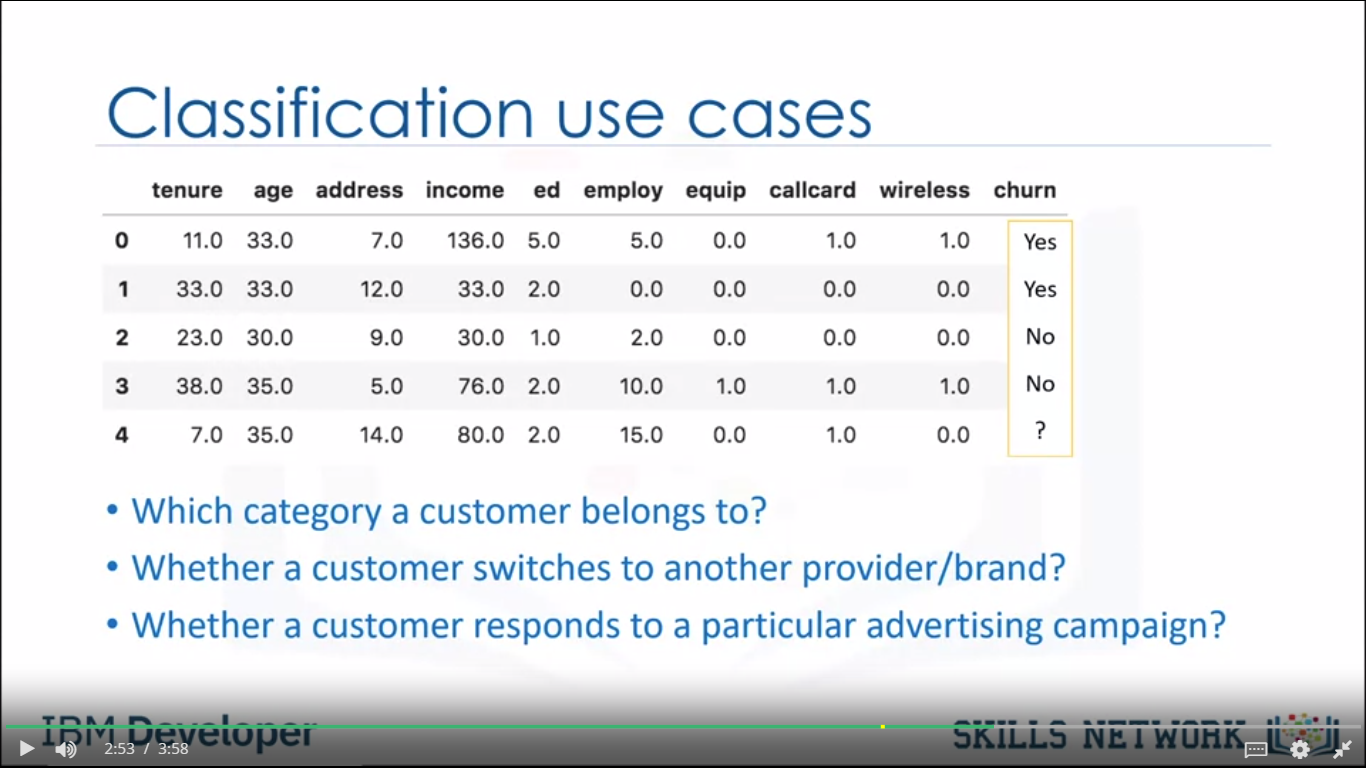 Classification use cases
tenure age address income ed employ equip callcard wireless churn
0 11.0 33.0 7.0 136.0 5.0 5.0 0.0 1.0 1.0 Yes
1 33.0 33.0 12.0 33.0 2.0 0.0 0.0 0.0 0.0 Yes
2 23.0 30.0 9.0 30.0 1.0 2.0 0.0 0.0 0.0 No
3 38.0 35.0 5.0 76.0 2.0 10.0 1.0 1.0 1.0 No
4 7.0 35.0 14.0 80.0 2.0 15.0 0.0 1.0 0.0 ?
• Which category a customer belongs to?
• Whether a customer switches to another provider/brand?
• Whether a customer responds to a particular advertising campaign?
IBM Developer
SKILLS NETWORK
2:53 / 3:58